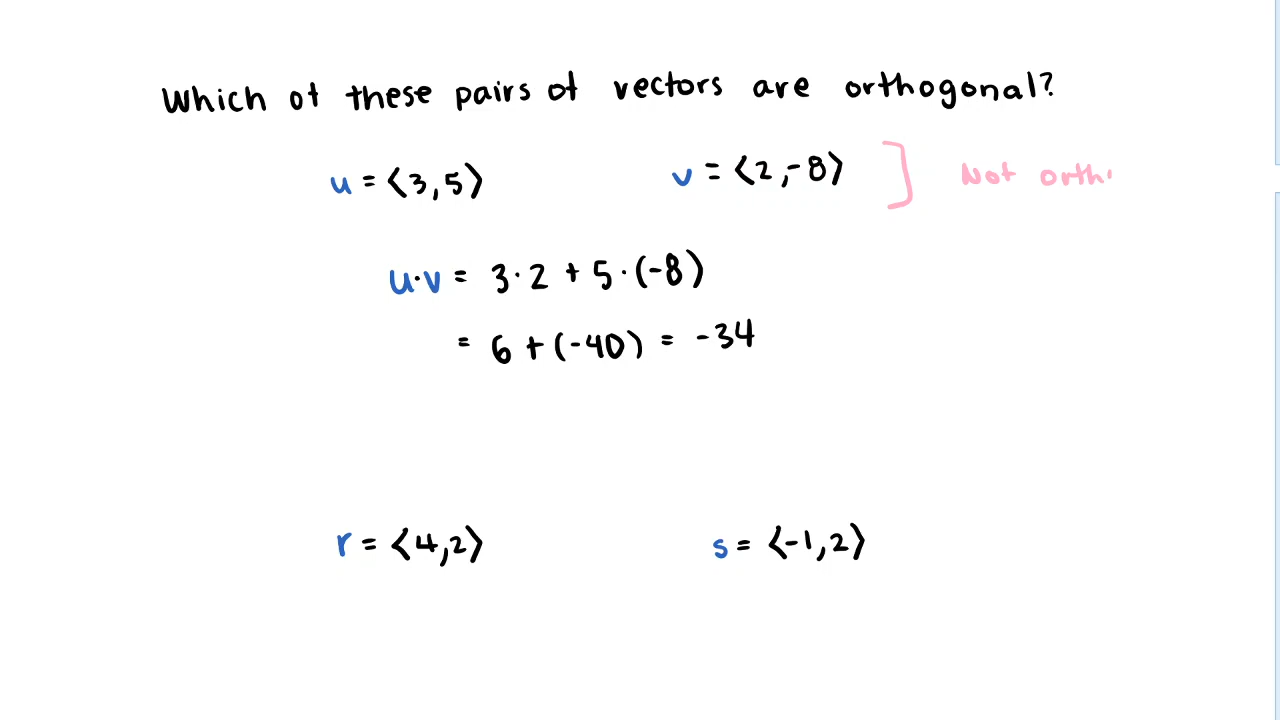 Which of these pairs of vectors are orthogonal?
u = ⟨3,5⟩ v = ⟨2,-8⟩ Not
u·v = 3·2 + 5·(-8)
= 6 + (-40) = -34
r = ⟨4,2⟩ s = ⟨-1,2⟩